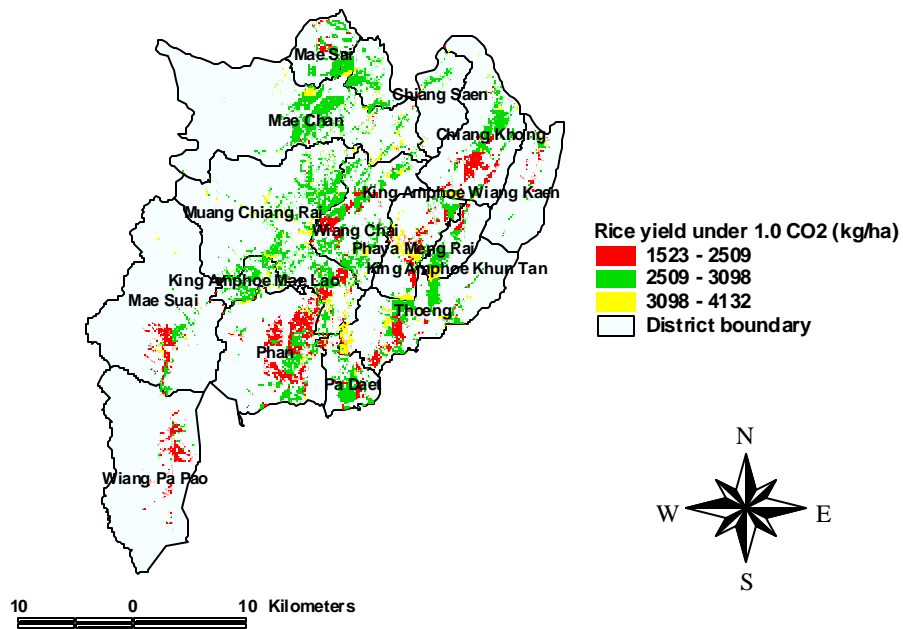 Mae Sai
Chiang Saen
Mae Chan
Chiang Khong
King Amphoe Wiang Kaen
Muang Chiang Rai
Wiang Chai
Phaya Meng Rai
King Amphoe Khun Tan
King Amphoe Mae Lao
Mae Suai
Thoeng
Phan
Pa Daet
Wiang Pa Pao
Rice yield under 1.0 CO2 (kg/ha)
1523 - 2509
2509 - 3098
3098 - 4132
District boundary
N
W E
S
10 0 10 Kilometers